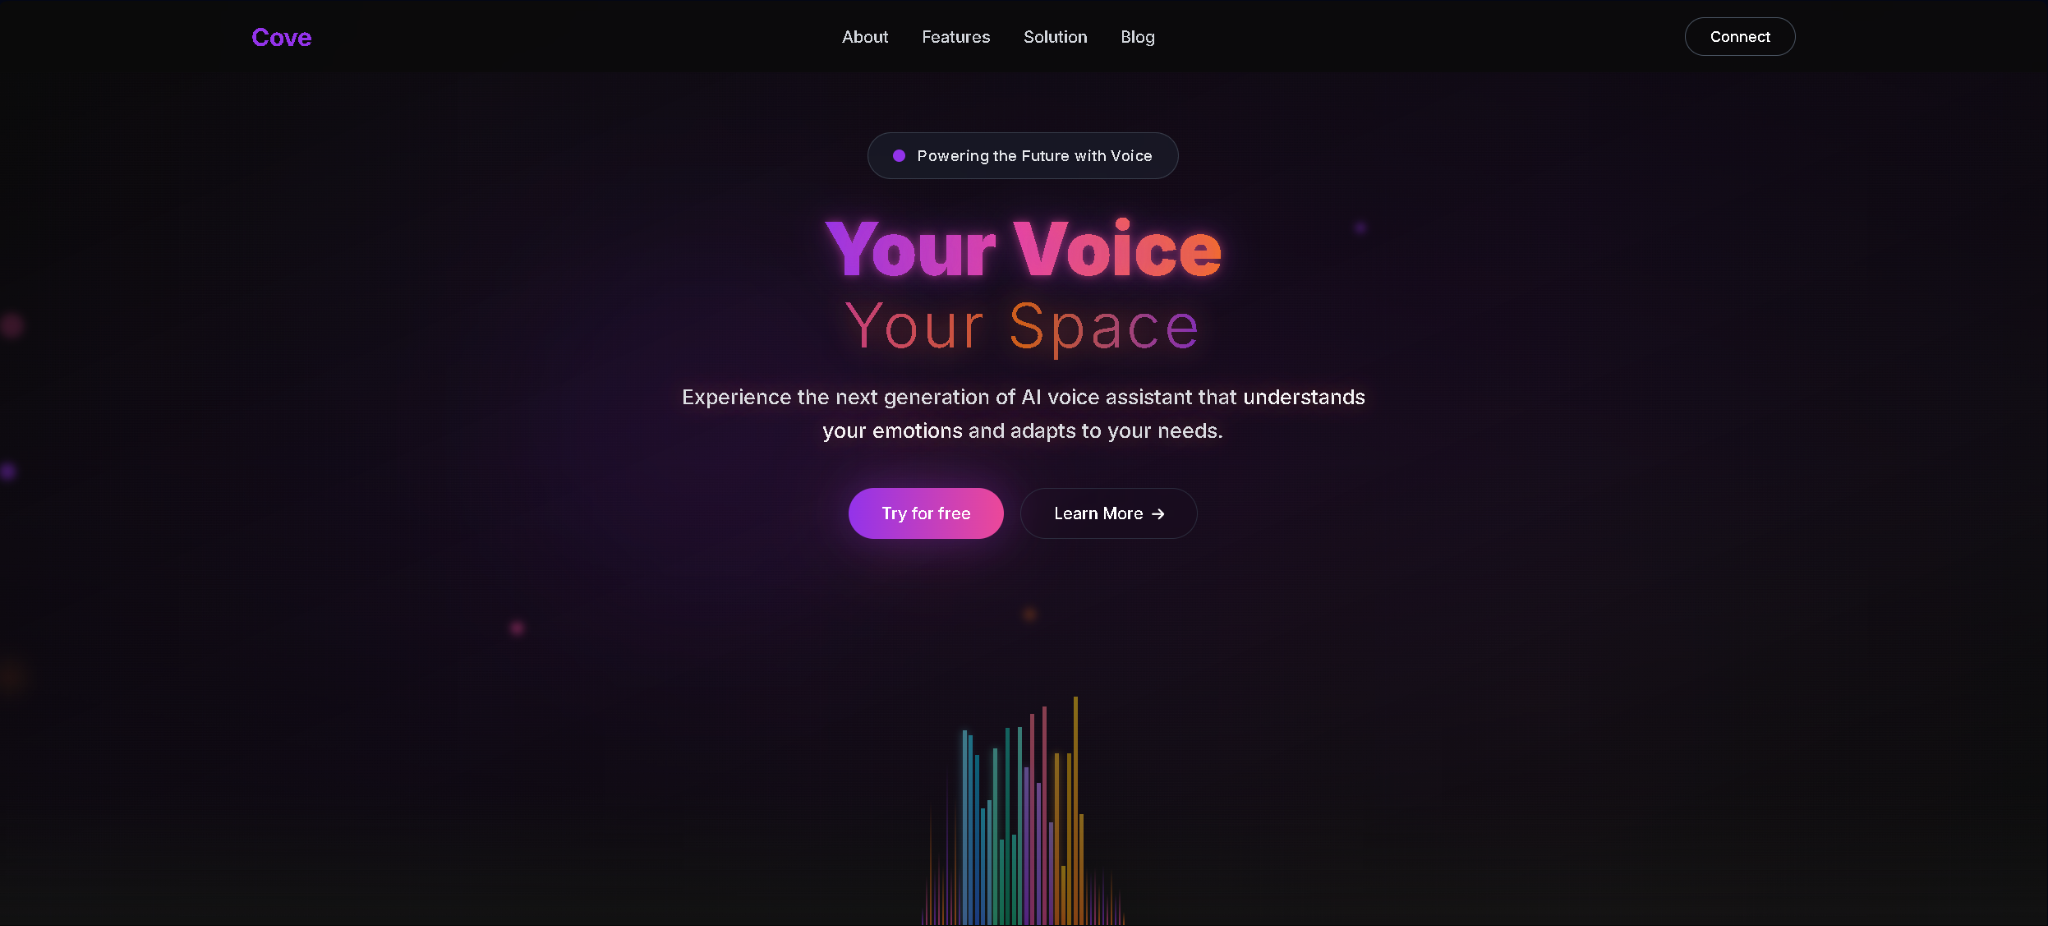 Cove
About
Features
Solution
Blog
Connect
Powering the Future with Voice
Your Voice
Your Space
Experience the next generation of AI voice assistant that understands
your emotions and adapts to your needs.
Try for free
Learn More →